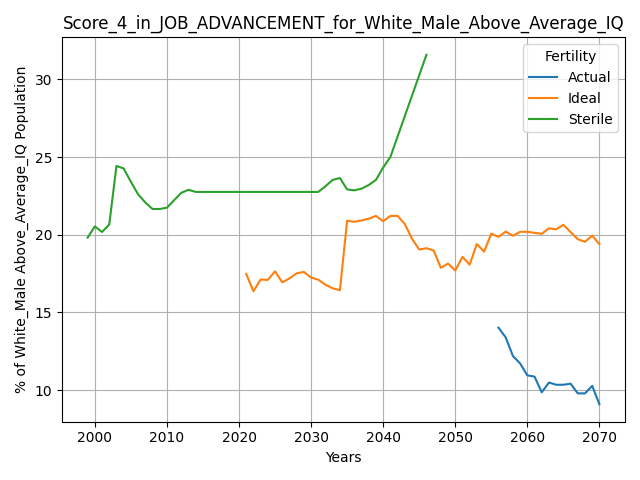 Score_4_in_JOB_ADVANCEMENT_for_White_Male_Above_Average_IQ
% of White_Male Above_Average_IQ Population
30
25
20
15
10
Fertility
Actual
Ideal
Sterile
2000 2010 2020 2030 2040 2050 2060 2070
Years